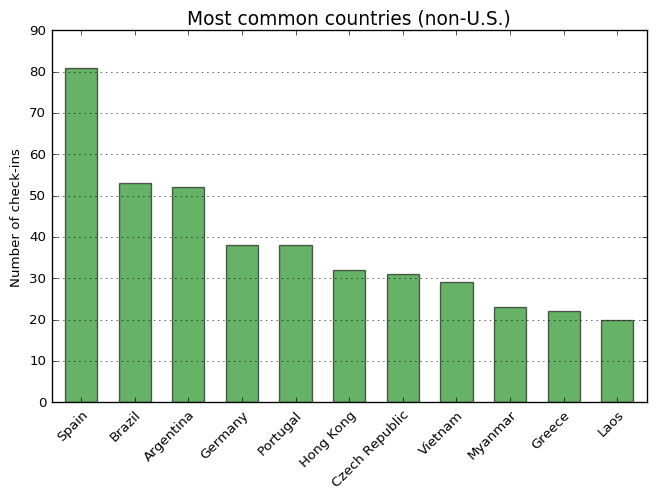 Most common countries (non-U.S.)
90
80
70
60
50
40
30
20
10
0
Number of check-ins
Spain
Brazil
Argentina
Germany
Portugal
Hong Kong
Czech Republic
Vietnam
Myanmar
Greece
Laos